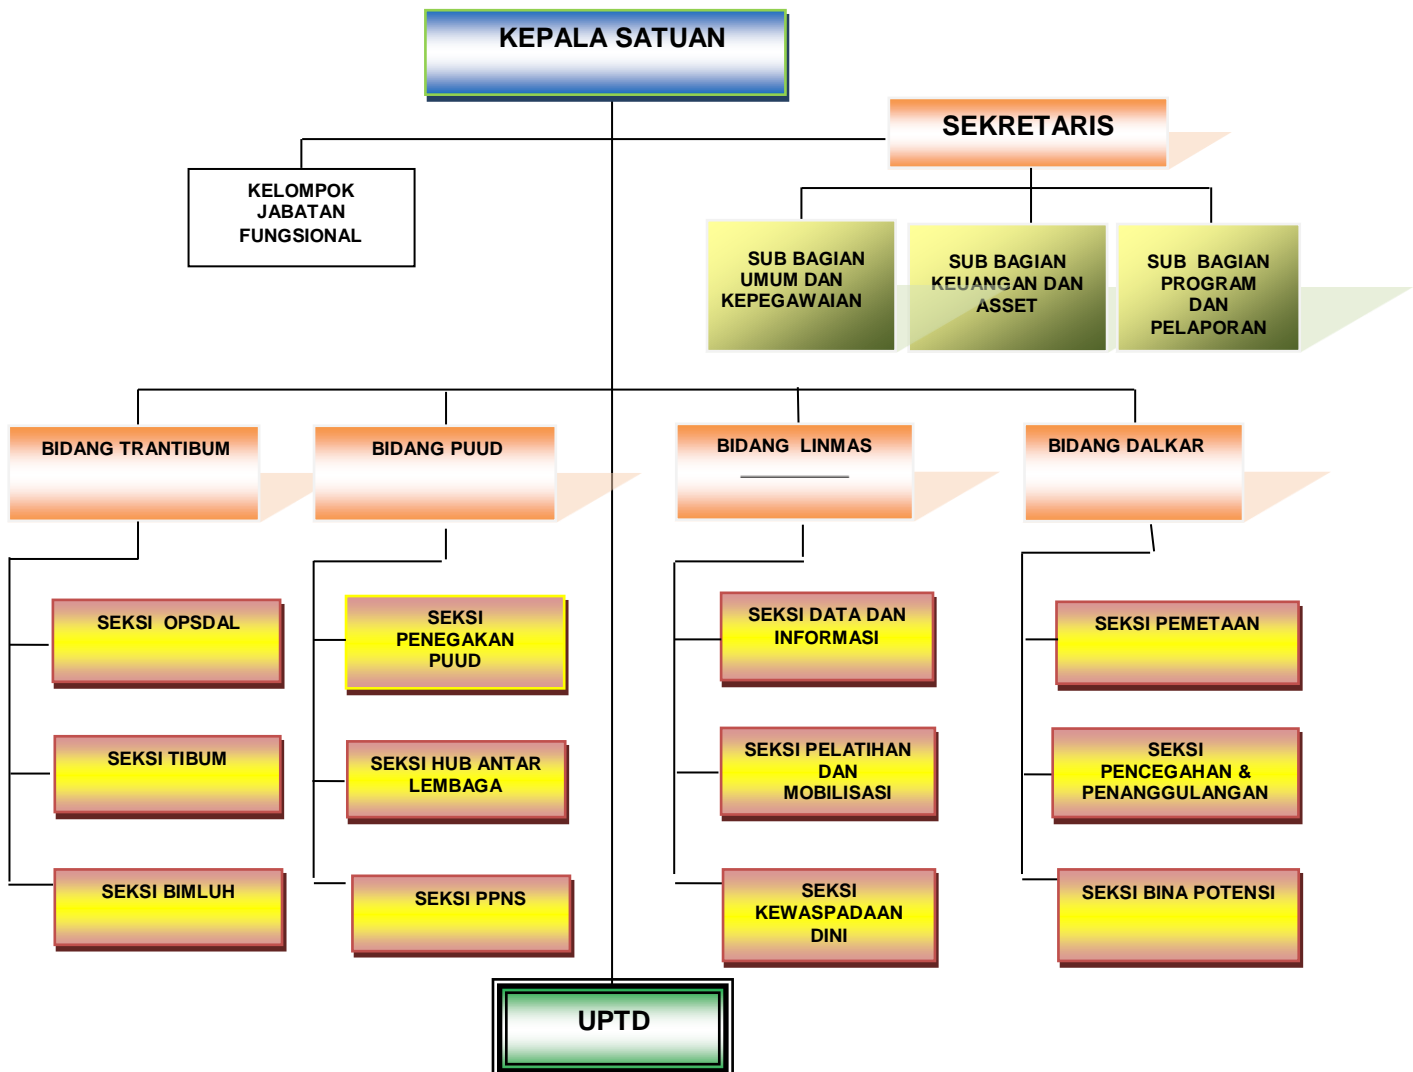 KEPALA SATUAN
SEKRETARIS
KELOMPOK
JABATAN
FUNGSIONAL
SUB BAGIAN
UMUM DAN
KEPEGAWAIAN
SUB BAGIAN
KEUANGAN DAN
ASSET
SUB BAGIAN
PROGRAM
DAN
PELAPORAN
BIDANG TRANTIBUM
BIDANG PUUD
BIDANG LINMAS
BIDANG DALKAR
SEKSI OPSDAL
SEKSI
PENEGAKAN
PUUD
SEKSI DATA DAN
INFORMASI
SEKSI PEMETAAN
SEKSI TIBUM
SEKSI HUB ANTAR
LEMBAGA
SEKSI PELATIHAN
DAN
MOBILISASI
SEKSI
PENCEGAHAN &
PENANGGULANGAN
SEKSI BIMLUH
SEKSI PPNS
SEKSI
KEWASPADAAN
DINI
SEKSI BINA POTENSI
UPTD